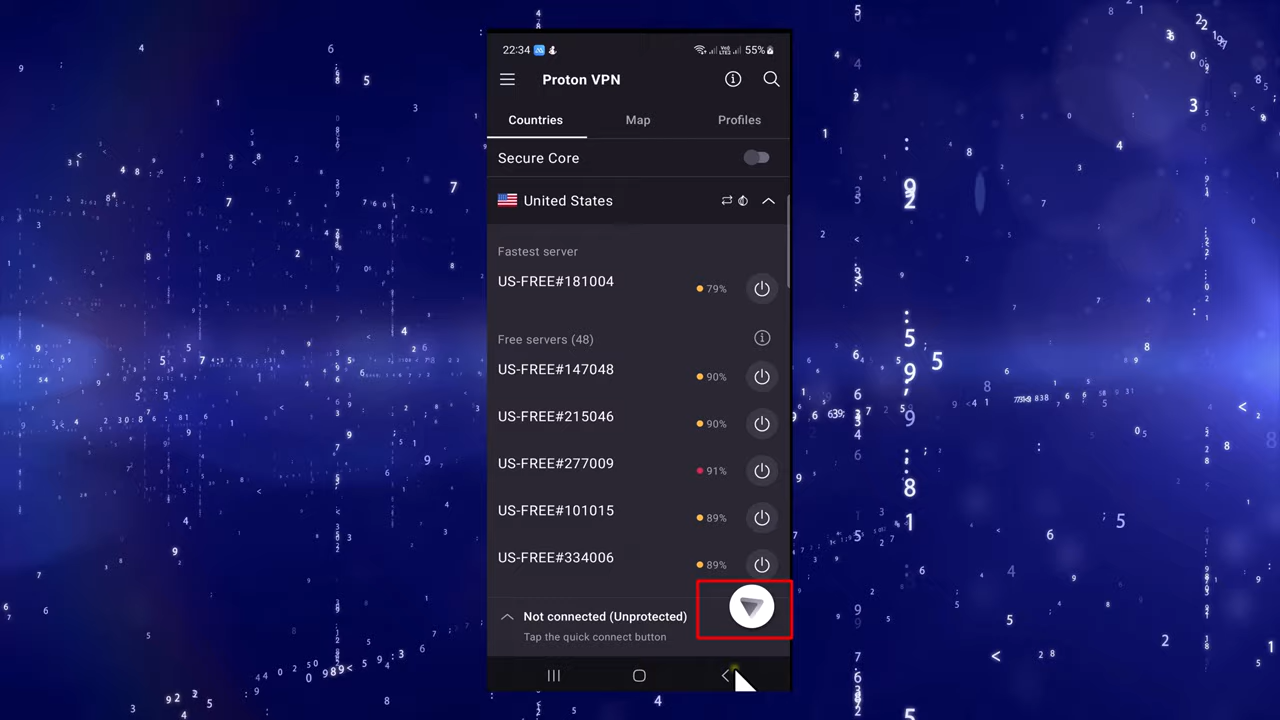 22:34 55%
Proton VPN
Countries Map Profiles
Secure Core
United States
Fastest server
US-FREE#181004 79%
Free servers (48)
US-FREE#147048 90%
US-FREE#215046 90%
US-FREE#277009 91%
US-FREE#101015 89%
US-FREE#334006 89%
Not connected (Unprotected)
Tap the quick connect button